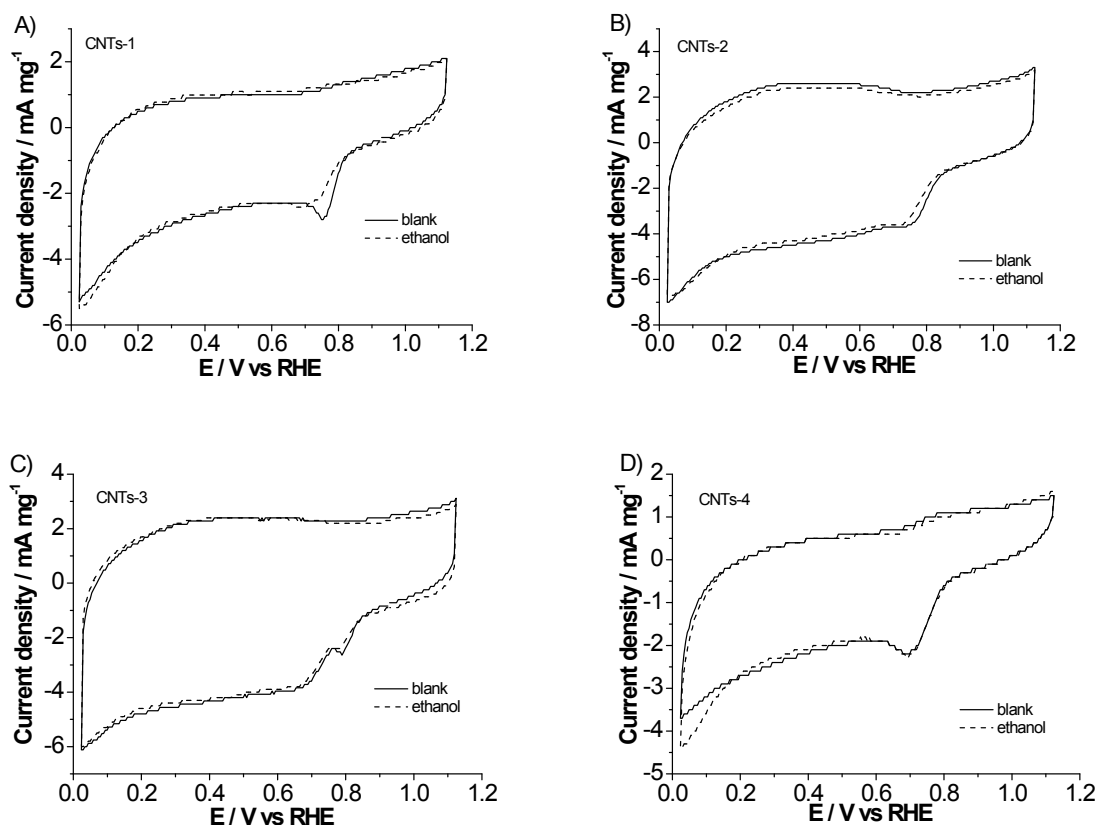 A)
CNTs-1
Current density / mA mg⁻¹
2
0
-2
-4
-6
blank
ethanol
0.0 0.2 0.4 0.6 0.8 1.0 1.2
E / V vs RHE
B)
CNTs-2
Current density / mA mg⁻¹
4
2
0
-2
-4
-6
-8
blank
ethanol
0.0 0.2 0.4 0.6 0.8 1.0 1.2
E / V vs RHE
C)
CNTs-3
Current density / mA mg⁻¹
4
2
0
-2
-4
-6
blank
ethanol
0.0 0.2 0.4 0.6 0.8 1.0 1.2
E / V vs RHE
D)
CNTs-4
Current density / mA mg⁻¹
2
1
0
-1
-2
-3
-4
-5
blank
ethanol
0.0 0.2 0.4 0.6 0.8 1.0 1.2
E / V vs RHE